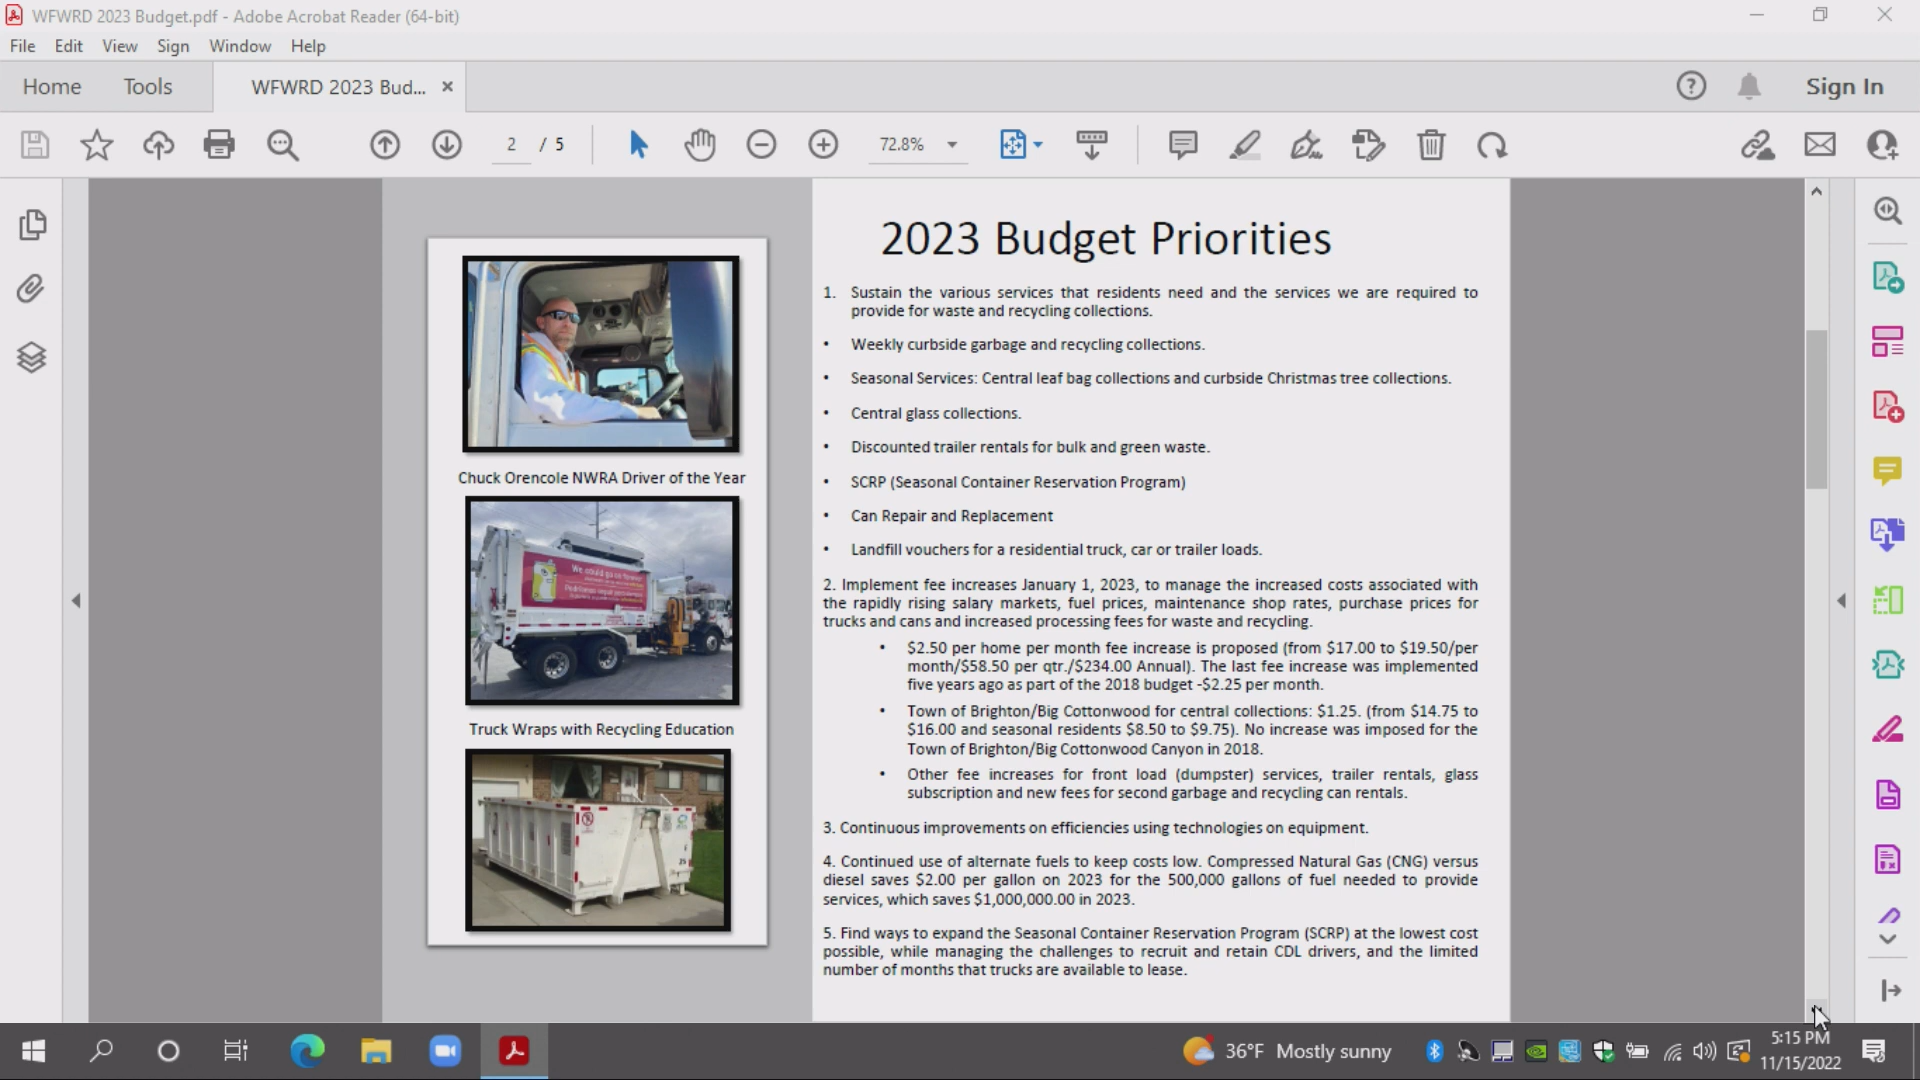 WFWRD 2023 Budget.pdf - Adobe Acrobat Reader (64-bit)
File Edit View Sign Window Help
Home Tools WFWRD 2023 Bud... × Sign In
2 / 5 72.8%
2023 Budget Priorities
1. Sustain the various services that residents need and the services we are required to
provide for waste and recycling collections.
• Weekly curbside garbage and recycling collections.
• Seasonal Services: Central leaf bag collections and curbside Christmas tree collections.
• Central glass collections.
• Discounted trailer rentals for bulk and green waste.
• SCRP (Seasonal Container Reservation Program)
• Can Repair and Replacement
• Landfill vouchers for a residential truck, car or trailer loads.
2. Implement fee increases January 1, 2023, to manage the increased costs associated with
the rapidly rising salary markets, fuel prices, maintenance shop rates, purchase prices for
trucks and cans and increased processing fees for waste and recycling.
• $2.50 per home per month fee increase is proposed (from $17.00 to $19.50/per
month/$58.50 per qtr./$234.00 Annual). The last fee increase was implemented
five years ago as part of the 2018 budget -$2.25 per month.
• Town of Brighton/Big Cottonwood for central collections: $1.25. (from $14.75 to
$16.00 and seasonal residents $8.50 to $9.75). No increase was imposed for the
Town of Brighton/Big Cottonwood Canyon in 2018.
• Other fee increases for front load (dumpster) services, trailer rentals, glass
subscription and new fees for second garbage and recycling can rentals.
3. Continuous improvements on efficiencies using technologies on equipment.
4. Continued use of alternate fuels to keep costs low. Compressed Natural Gas (CNG) versus
diesel saves $2.00 per gallon on 2023 for the 500,000 gallons of fuel needed to provide
services, which saves $1,000,000.00 in 2023.
5. Find ways to expand the Seasonal Container Reservation Program (SCRP) at the lowest cost
possible, while managing the challenges to recruit and retain CDL drivers, and the limited
number of months that trucks are available to lease.
Chuck Orencole NWRA Driver of the Year
We could go on forever
Truck Wraps with Recycling Education
36°F Mostly sunny
5:15 PM
11/15/2022